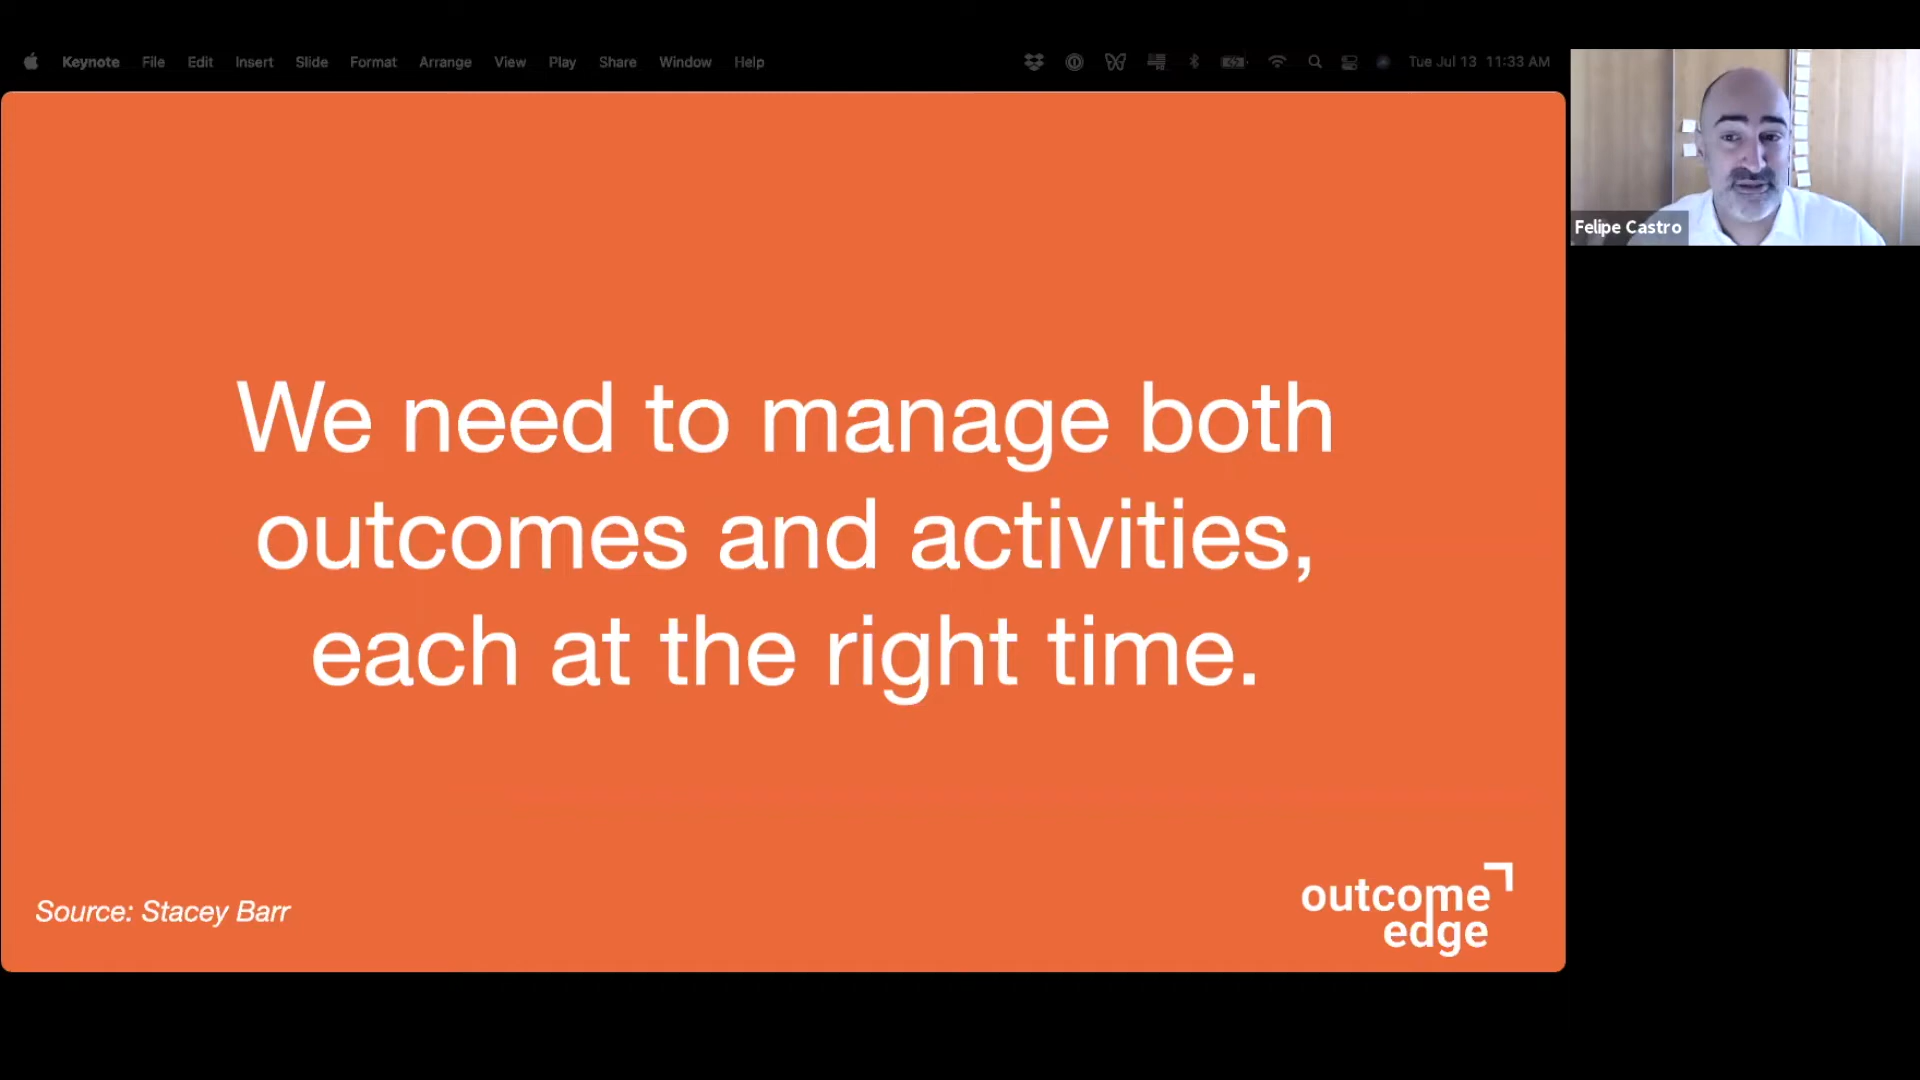 Keynote File Edit Insert Slide Format Arrange View Play Share Window Help Tue Jul 13 11:33 AM
Felipe Castro
We need to manage both
outcomes and activities,
each at the right time.
Source: Stacey Barr
outcome
edge